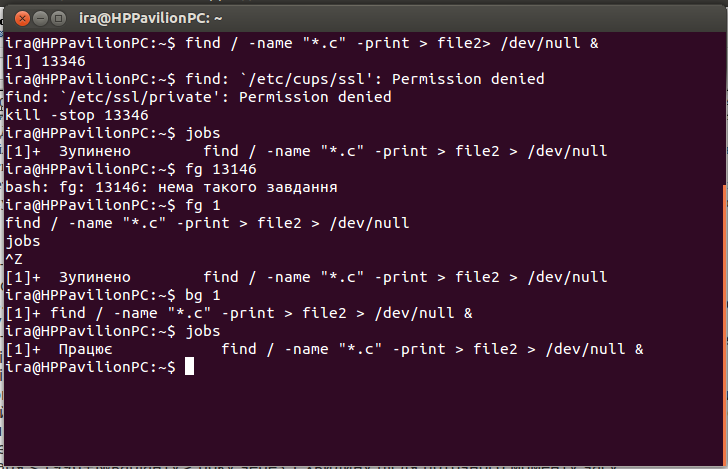 ira@HPPavilionPC: ~
ira@HPPavilionPC:~$ find / -name "*.c" -print > file2> /dev/null &
[1] 13346
ira@HPPavilionPC:~$ find: `/etc/cups/ssl': Permission denied
find: `/etc/ssl/private': Permission denied
kill -stop 13346
ira@HPPavilionPC:~$ jobs
[1]+  Зупинено        find / -name "*.c" -print > file2 > /dev/null
ira@HPPavilionPC:~$ fg 13146
bash: fg: 13146: нема такого завдання
ira@HPPavilionPC:~$ fg 1
find / -name "*.c" -print > file2 > /dev/null
jobs
^Z
[1]+  Зупинено        find / -name "*.c" -print > file2 > /dev/null
ira@HPPavilionPC:~$ bg 1
[1]+ find / -name "*.c" -print > file2 > /dev/null &
ira@HPPavilionPC:~$ jobs
[1]+  Працює            find / -name "*.c" -print > file2 > /dev/null &
ira@HPPavilionPC:~$